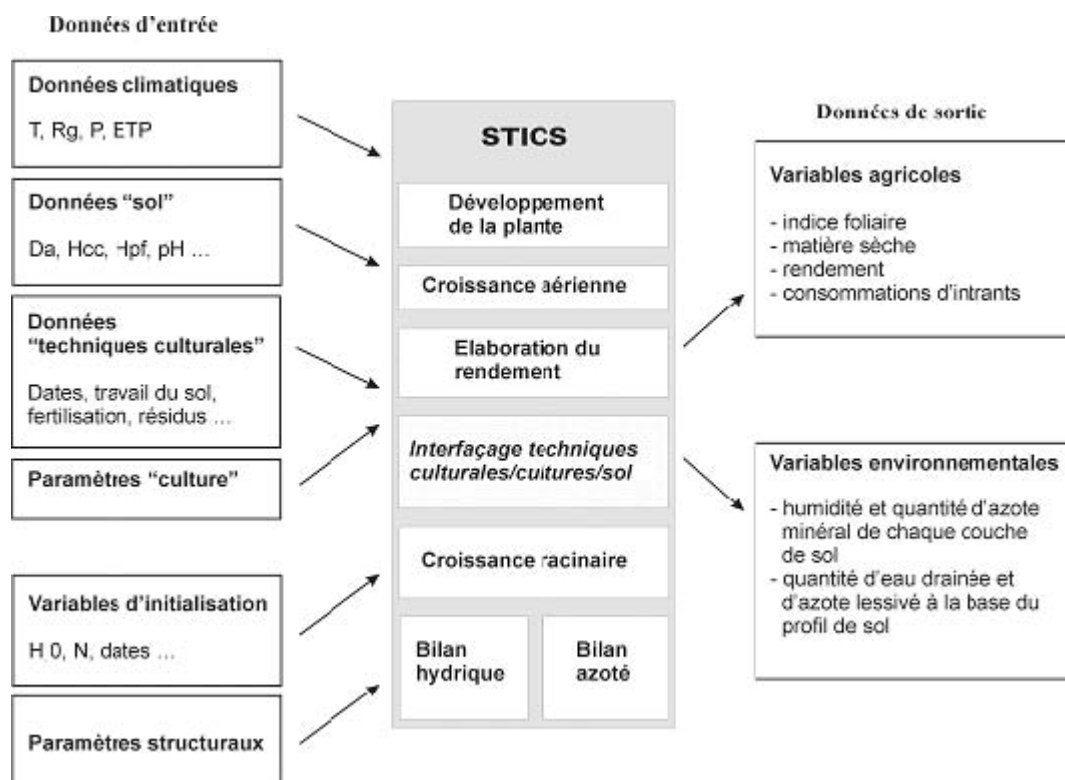 Données d'entrée
Données climatiques
T, Rg, P, ETP
Données "sol"
Da, Hcc, Hpf, pH ...
Données
"techniques culturales"
Dates, travail du sol,
fertilisation, résidus ...
Paramètres "culture"
Variables d'initialisation
H 0, N, dates ...
Paramètres structuraux
STICS
Développement
de la plante
Croissance aérienne
Elaboration du
rendement
Interfaçage techniques
culturales/cultures/sol
Croissance racinaire
Bilan
hydrique
Bilan
azoté
Données de sortie
Variables agricoles
- indice foliaire
- matière sèche
- rendement
- consommations d'intrants
Variables environnementales
- humidité et quantité d'azote
minéral de chaque couche
de sol
- quantité d'eau drainée et
d'azote lessivé à la base du
profil de sol